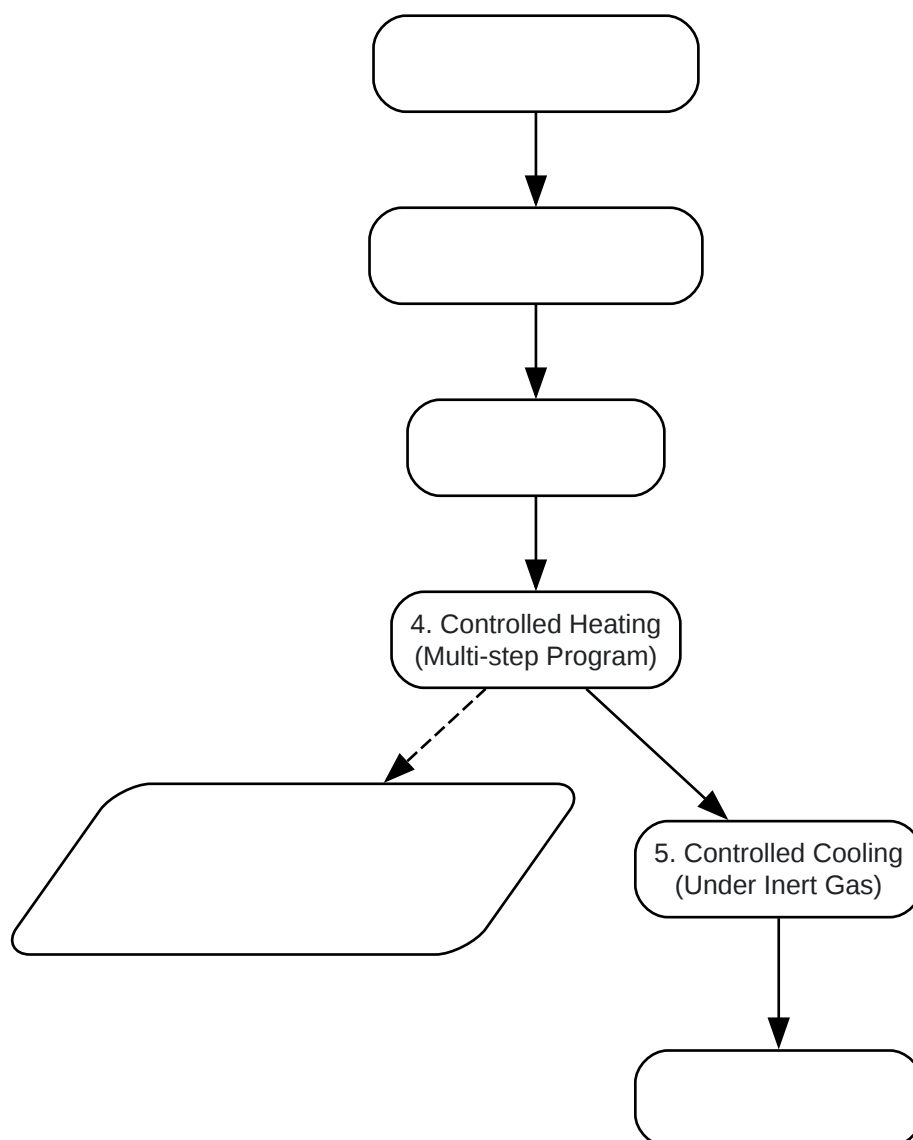 4. Controlled Heating
(Multi-step Program)
5. Controlled Cooling
(Under Inert Gas)